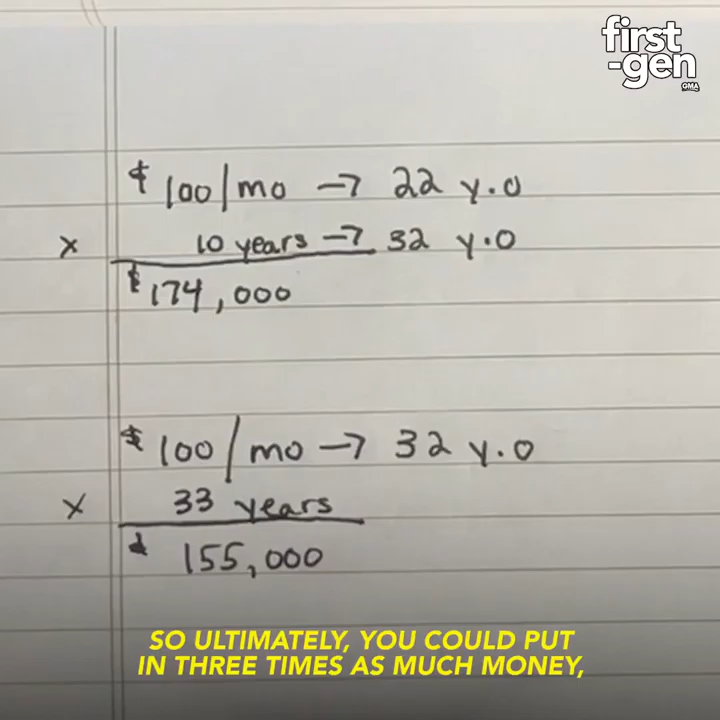 first
-gen
GMA
$100/mo → 22 y.o
x 10 years → 32 y.o
$174,000
$100/mo → 32 y.o
x 33 years
$155,000
SO ULTIMATELY, YOU COULD PUT
IN THREE TIMES AS MUCH MONEY,